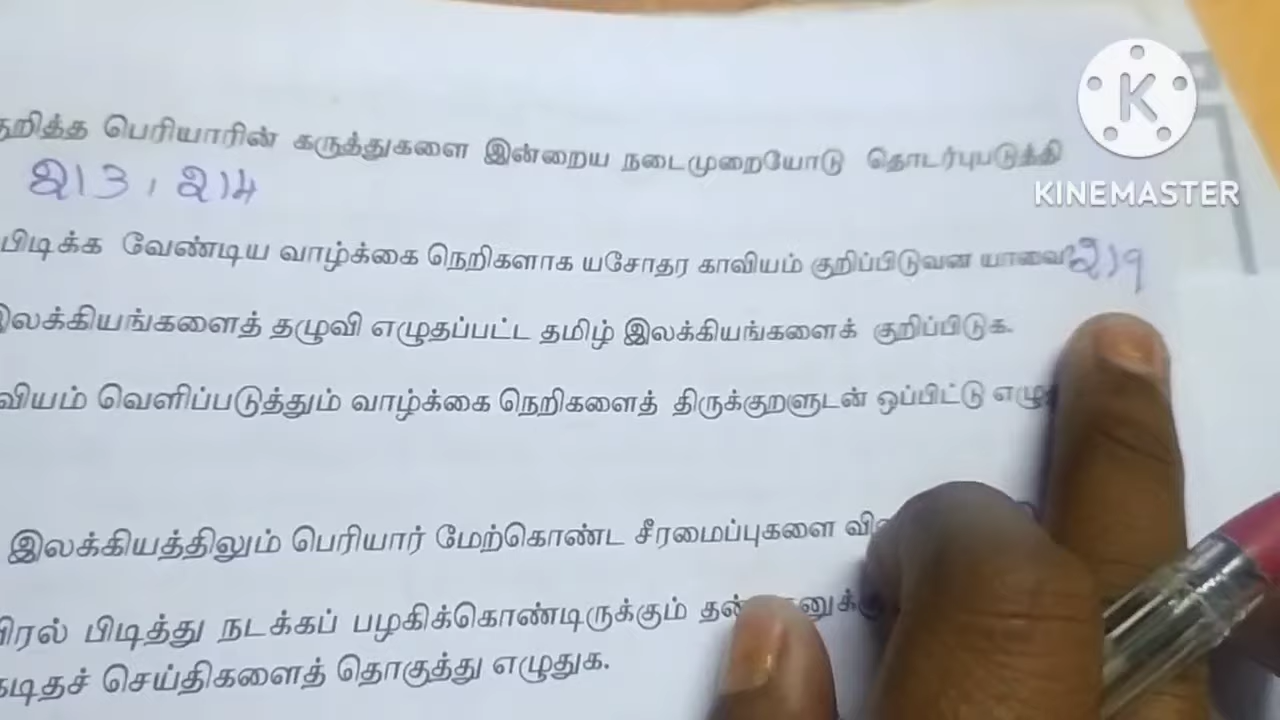 குறித்த பெரியாரின் கருத்துகளை இன்றைய நடைமுறையோடு தொடர்புபடுத்தி
213, 214
பிடிக்க வேண்டிய வாழ்க்கை நெறிகளாக யசோதர காவியம் குறிப்பிடுவன யாவை 219
இலக்கியங்களைத் தழுவி எழுதப்பட்ட தமிழ் இலக்கியங்களைக் குறிப்பிடுக.
வியம் வெளிப்படுத்தும் வாழ்க்கை நெறிகளைத் திருக்குறளுடன் ஒப்பிட்டு
இலக்கியத்திலும் பெரியார் மேற்கொண்ட சீரமைப்புகளை
விரல் பிடித்து நடக்கப் பழகிக்கொண்டிருக்கும்
கடிதச் செய்திகளைத் தொகுத்து எழுதுக.
K
KINEMASTER